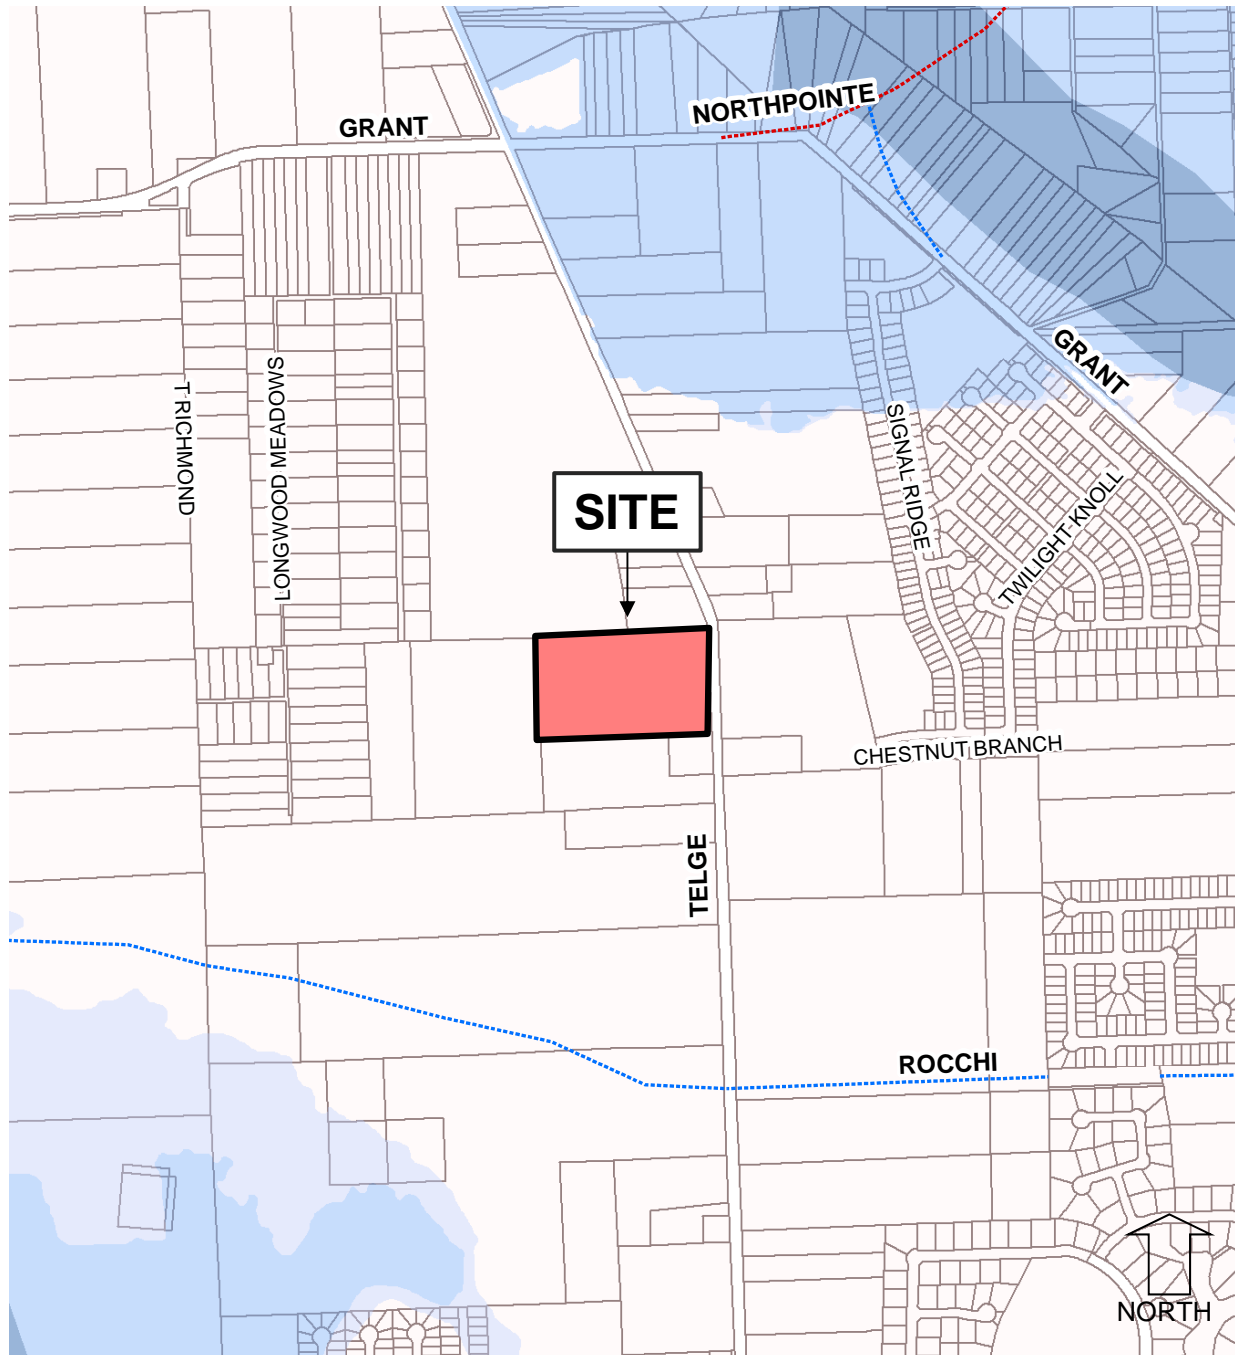 NORTHPOINTE
GRANT
GRANT
T RICHMOND
LONGWOOD MEADOWS
SIGNAL RIDGE
TWILIGHT KNOLL
SITE
CHESTNUT BRANCH
TELGE
ROCCHI
NORTH